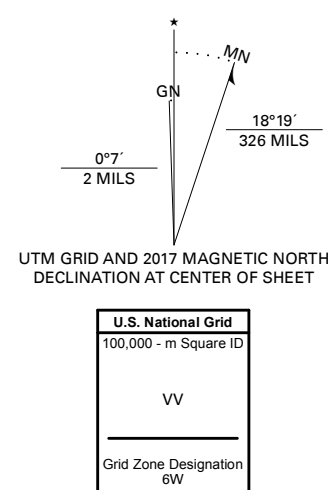 ★
MN
GN
18°19´
326 MILS
0°7´
2 MILS
UTM GRID AND 2017 MAGNETIC NORTH
DECLINATION AT CENTER OF SHEET
U.S. National Grid
100,000 - m Square ID
VV
Grid Zone Designation
6W